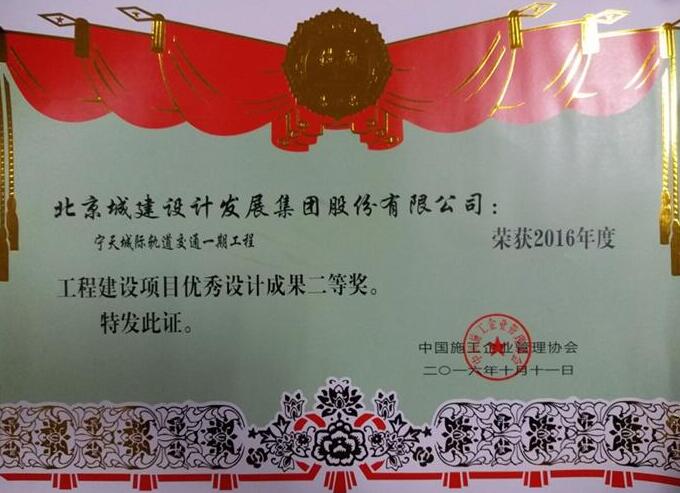 北京城建设计发展集团股份有限公司：
宁天城际轨道交通一期工程 荣获2016年度
工程建设项目优秀设计成果二等奖。
特发此证。
中国施工企业管理协会
二〇一六年十月十一日